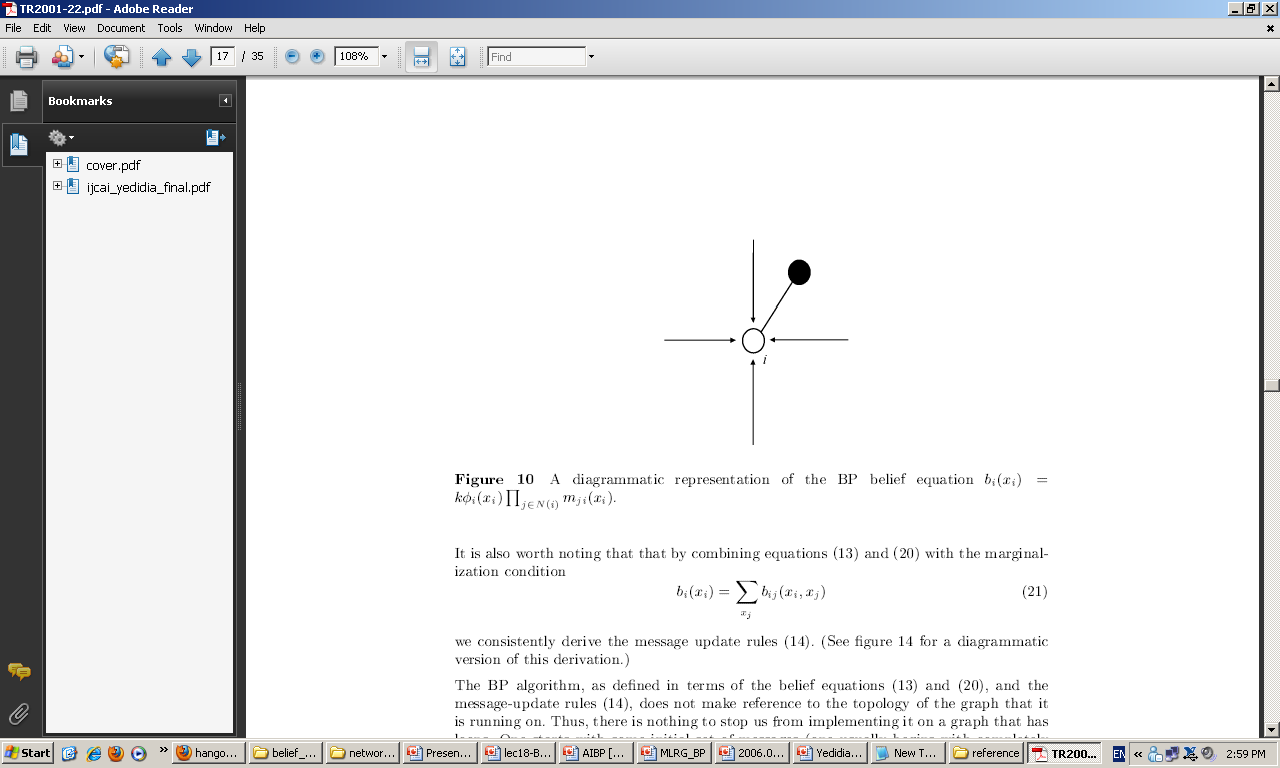 TR2001-22.pdf - Adobe Reader
File Edit View Document Tools Window Help
17 / 35 108% Find
Bookmarks
cover.pdf
ijcai_yedidia_final.pdf
i
Figure 10 A diagrammatic representation of the BP belief equation b_i(x_i) =
kϕ_i(x_i) ∏_{j∈N(i)} m_{ji}(x_i).
It is also worth noting that that by combining equations (13) and (20) with the marginal-
ization condition
b_i(x_i) = ∑_{x_j} b_{ij}(x_i, x_j) (21)
we consistently derive the message update rules (14). (See figure 14 for a diagrammatic
version of this derivation.)
The BP algorithm, as defined in terms of the belief equations (13) and (20), and the
message-update rules (14), does not make reference to the topology of the graph that it
is running on. Thus, there is nothing to stop us from implementing it on a graph that has
Start » hango... belief_... networ... Presen... lec18-B... AIBP [... MLRG_BP 2006.0... Yedidia... New T... reference TR200... EN « 2:59 PM